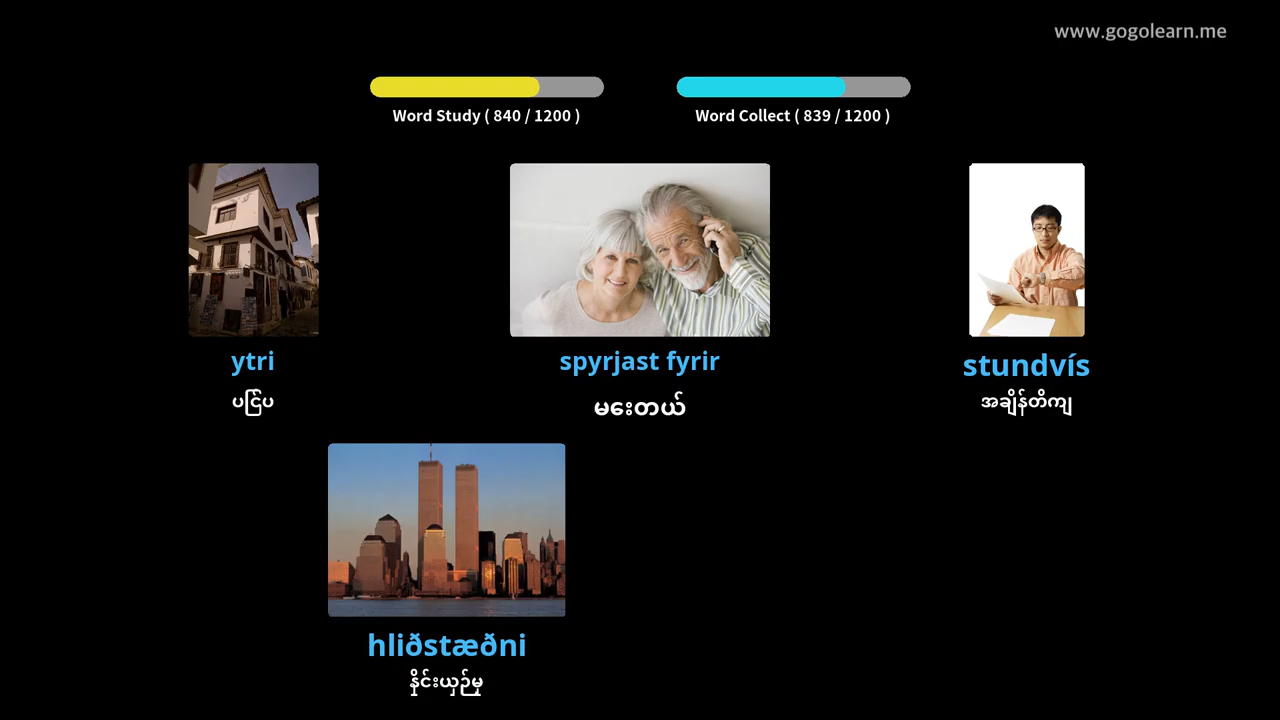 www.gogolearn.me
Word Study ( 840 / 1200 )
Word Collect ( 839 / 1200 )
ytri
ပြင်ပ
spyrjast fyrir
မေးတယ်
stundvís
အချိန်တိကျ
hliðstæðni
နှိုင်းယှဉ်မှု